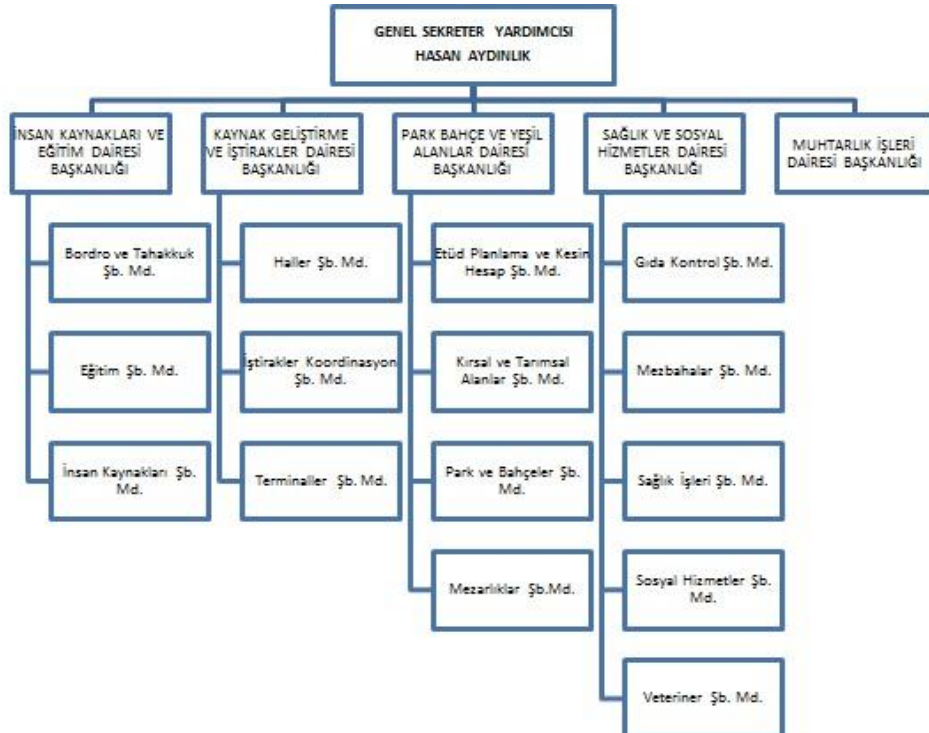 GENEL SEKRETER YARDIMCISI
HASAN AYDINLIK
İNSAN KAYNAKLARI VE
EĞİTİM DAİRESİ
BAŞKANLIĞI
KAYNAK GELİŞTİRME
VE İŞTİRAKLER DAİRESİ
BAŞKANLIĞI
PARK BAHÇE VE YEŞİL
ALANLAR DAİRESİ
BAŞKANLIĞI
SAĞLIK VE SOSYAL
HİZMETLER DAİRESİ
BAŞKANLIĞI
MUHTARLIK İŞLERİ
DAİRESİ BAŞKANLIĞI
Bordro ve Tahakkuk
Şb. Md.
Eğitim Şb. Md.
İnsan Kaynakları Şb.
Md.
Haller Şb. Md.
İştirakler Koordinasyon
Şb. Md.
Terminaller Şb. Md.
Etüd Planlama ve Kesin
Hesap Şb. Md.
Kırsal ve Tarımsal
Alanlar Şb. Md.
Park ve Bahçeler Şb.
Md.
Mezarlıklar Şb.Md.
Gıda Kontrol Şb. Md.
Mezbahalar Şb. Md.
Sağlık İşleri Şb. Md.
Sosyal Hizmetler Şb.
Md.
Veteriner Şb. Md.